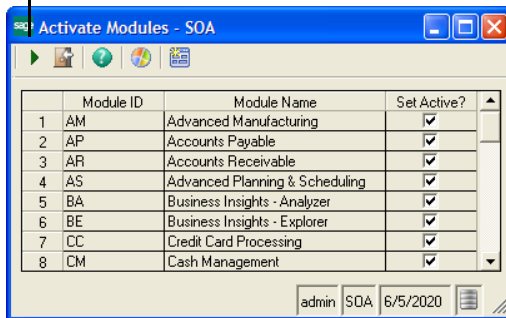 sage Activate Modules - SOA
Module ID Module Name Set Active?
1 AM Advanced Manufacturing
2 AP Accounts Payable
3 AR Accounts Receivable
4 AS Advanced Planning & Scheduling
5 BA Business Insights - Analyzer
6 BE Business Insights - Explorer
7 CC Credit Card Processing
8 CM Cash Management
admin SOA 6/5/2020